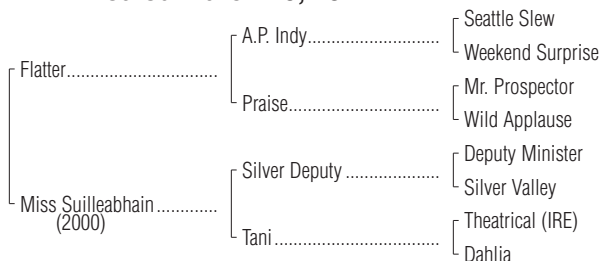 Seattle Slew
A.P. Indy
Weekend Surprise
Flatter
Mr. Prospector
Praise
Wild Applause
Deputy Minister
Silver Deputy
Silver Valley
Miss Suilleabhain
(2000)
Theatrical (IRE)
Tani
Dahlia